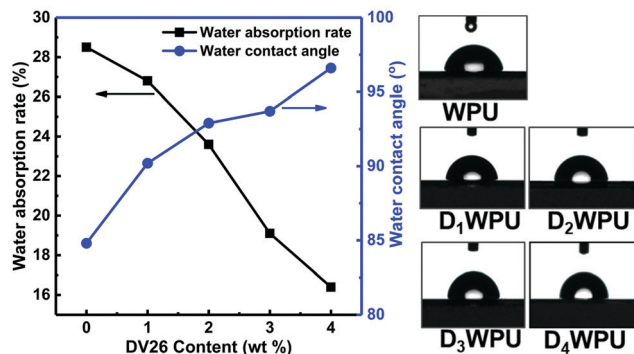 Water absorption rate
Water contact angle
Water absorption rate (%)
30
28
26
24
22
20
18
16
100
95
90
85
80
Water contact angle (°)
0 1 2 3 4
DV26 Content (wt %)
WPU
D₁WPU D₂WPU
D₃WPU D₄WPU